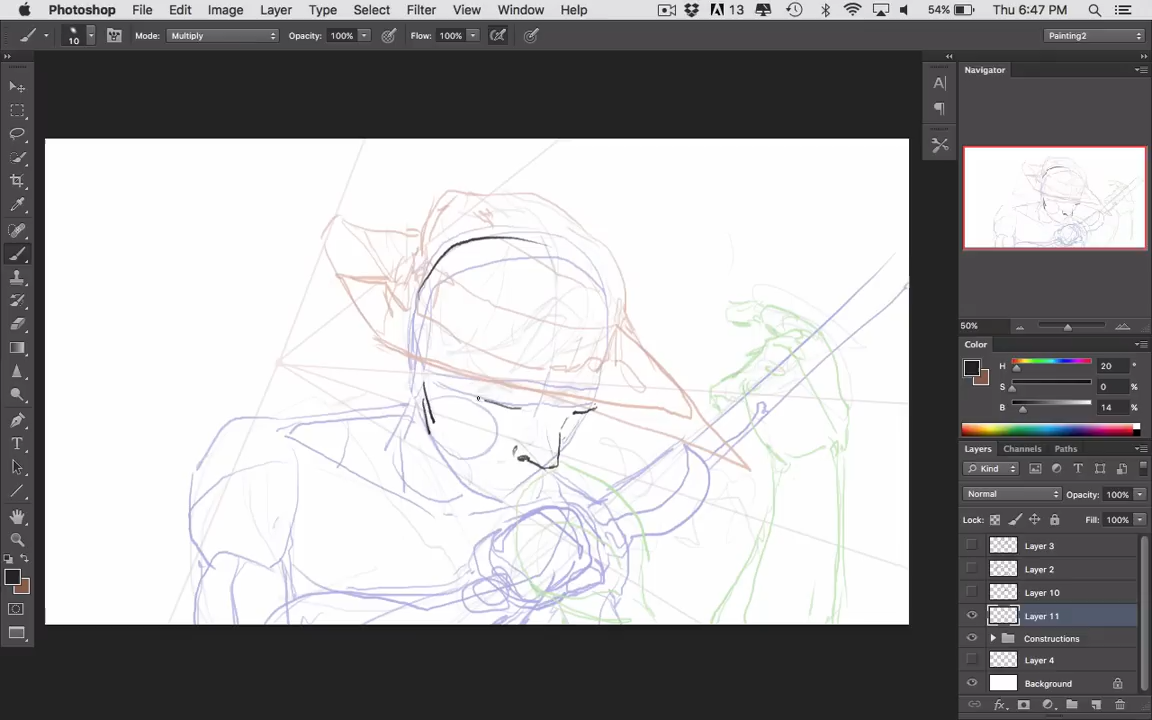 Photoshop File Edit Image Layer Type Select Filter View Window Help 13 54% Thu 6:47 PM
10 Mode: Multiply Opacity: 100% Flow: 100% Painting2
Navigator
50%
Color
H 20 °
S 0 %
B 14 %
Layers Channels Paths
Kind
Normal Opacity: 100%
Lock: Fill: 100%
Layer 3
Layer 2
Layer 10
Layer 11
Constructions
Layer 4
Background
fx